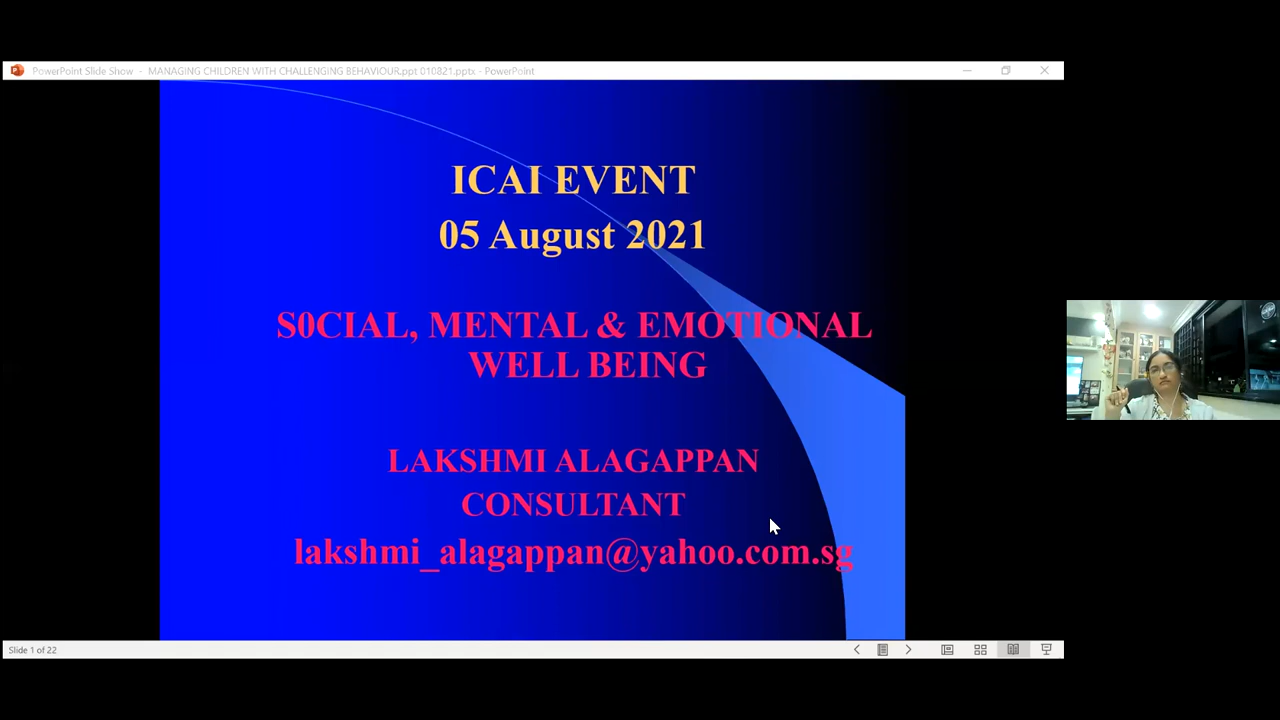 PowerPoint Slide Show - MANAGING CHILDREN WITH CHALLENGING BEHAVIOUR.ppt 010821.pptx - PowerPoint
ICAI EVENT
05 August 2021
S0CIAL, MENTAL & EMOTIONAL
WELL BEING
LAKSHMI ALAGAPPAN
CONSULTANT
lakshmi_alagappan@yahoo.com.sg
Slide 1 of 22